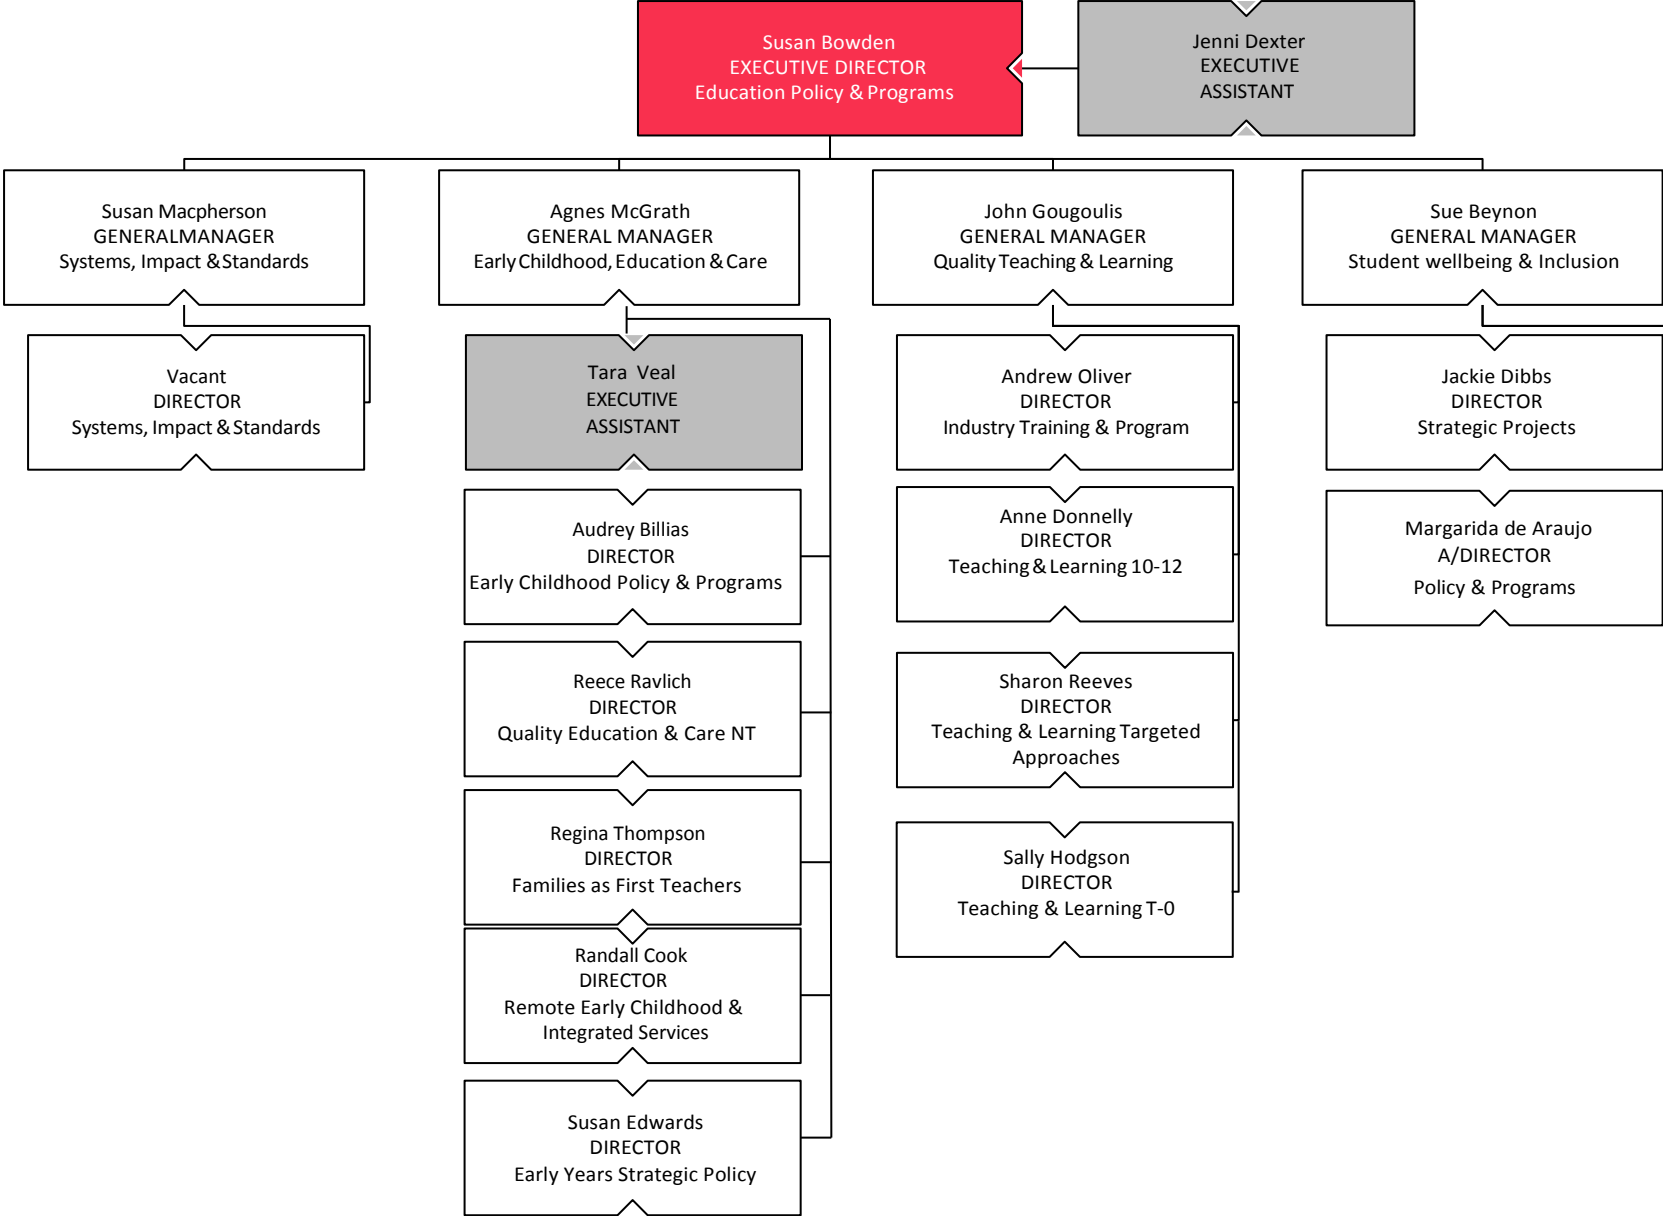 Susan Bowden
EXECUTIVE DIRECTOR
Education Policy & Programs
Jenni Dexter
EXECUTIVE
ASSISTANT
Susan Macpherson
GENERALMANAGER
Systems, Impact & Standards
Agnes McGrath
GENERAL MANAGER
Early Childhood, Education & Care
John Gougoulis
GENERAL MANAGER
Quality Teaching & Learning
Sue Beynon
GENERAL MANAGER
Student wellbeing & Inclusion
Vacant
DIRECTOR
Systems, Impact & Standards
Tara Veal
EXECUTIVE
ASSISTANT
Audrey Billias
DIRECTOR
Early Childhood Policy & Programs
Reece Ravlich
DIRECTOR
Quality Education & Care NT
Regina Thompson
DIRECTOR
Families as First Teachers
Randall Cook
DIRECTOR
Remote Early Childhood &
Integrated Services
Susan Edwards
DIRECTOR
Early Years Strategic Policy
Andrew Oliver
DIRECTOR
Industry Training & Program
Anne Donnelly
DIRECTOR
Teaching & Learning 10-12
Sharon Reeves
DIRECTOR
Teaching & Learning Targeted
Approaches
Sally Hodgson
DIRECTOR
Teaching & Learning T-0
Jackie Dibbs
DIRECTOR
Strategic Projects
Margarida de Araujo
A/DIRECTOR
Policy & Programs